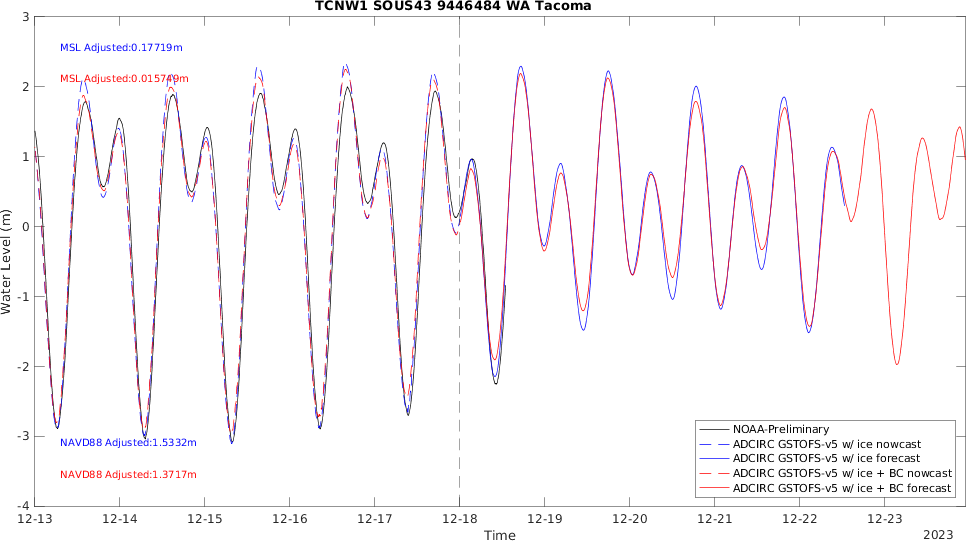 TCNW1 SOUS43 9446484 WA Tacoma
3
2
1
0
-1
-2
-3
-4
Water Level (m)
MSL Adjusted:0.17719m
MSL Adjusted:0.015749m
NAVD88 Adjusted:1.5332m
NAVD88 Adjusted:1.3717m
NOAA-Preliminary
ADCIRC GSTOFS-v5 w/ ice nowcast
ADCIRC GSTOFS-v5 w/ ice forecast
ADCIRC GSTOFS-v5 w/ ice + BC nowcast
ADCIRC GSTOFS-v5 w/ ice + BC forecast
12-13 12-14 12-15 12-16 12-17 12-18 12-19 12-20 12-21 12-22 12-23
Time
2023